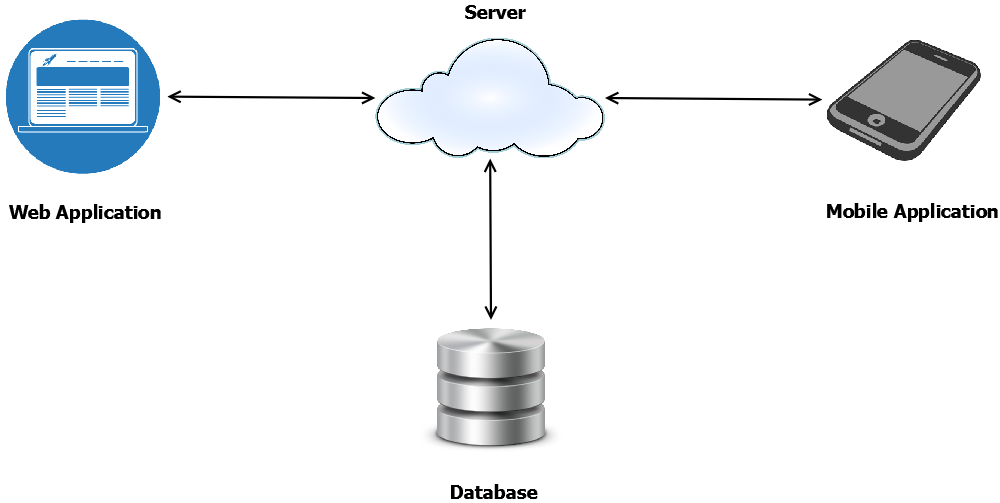 Server
Web Application
Mobile Application
Database